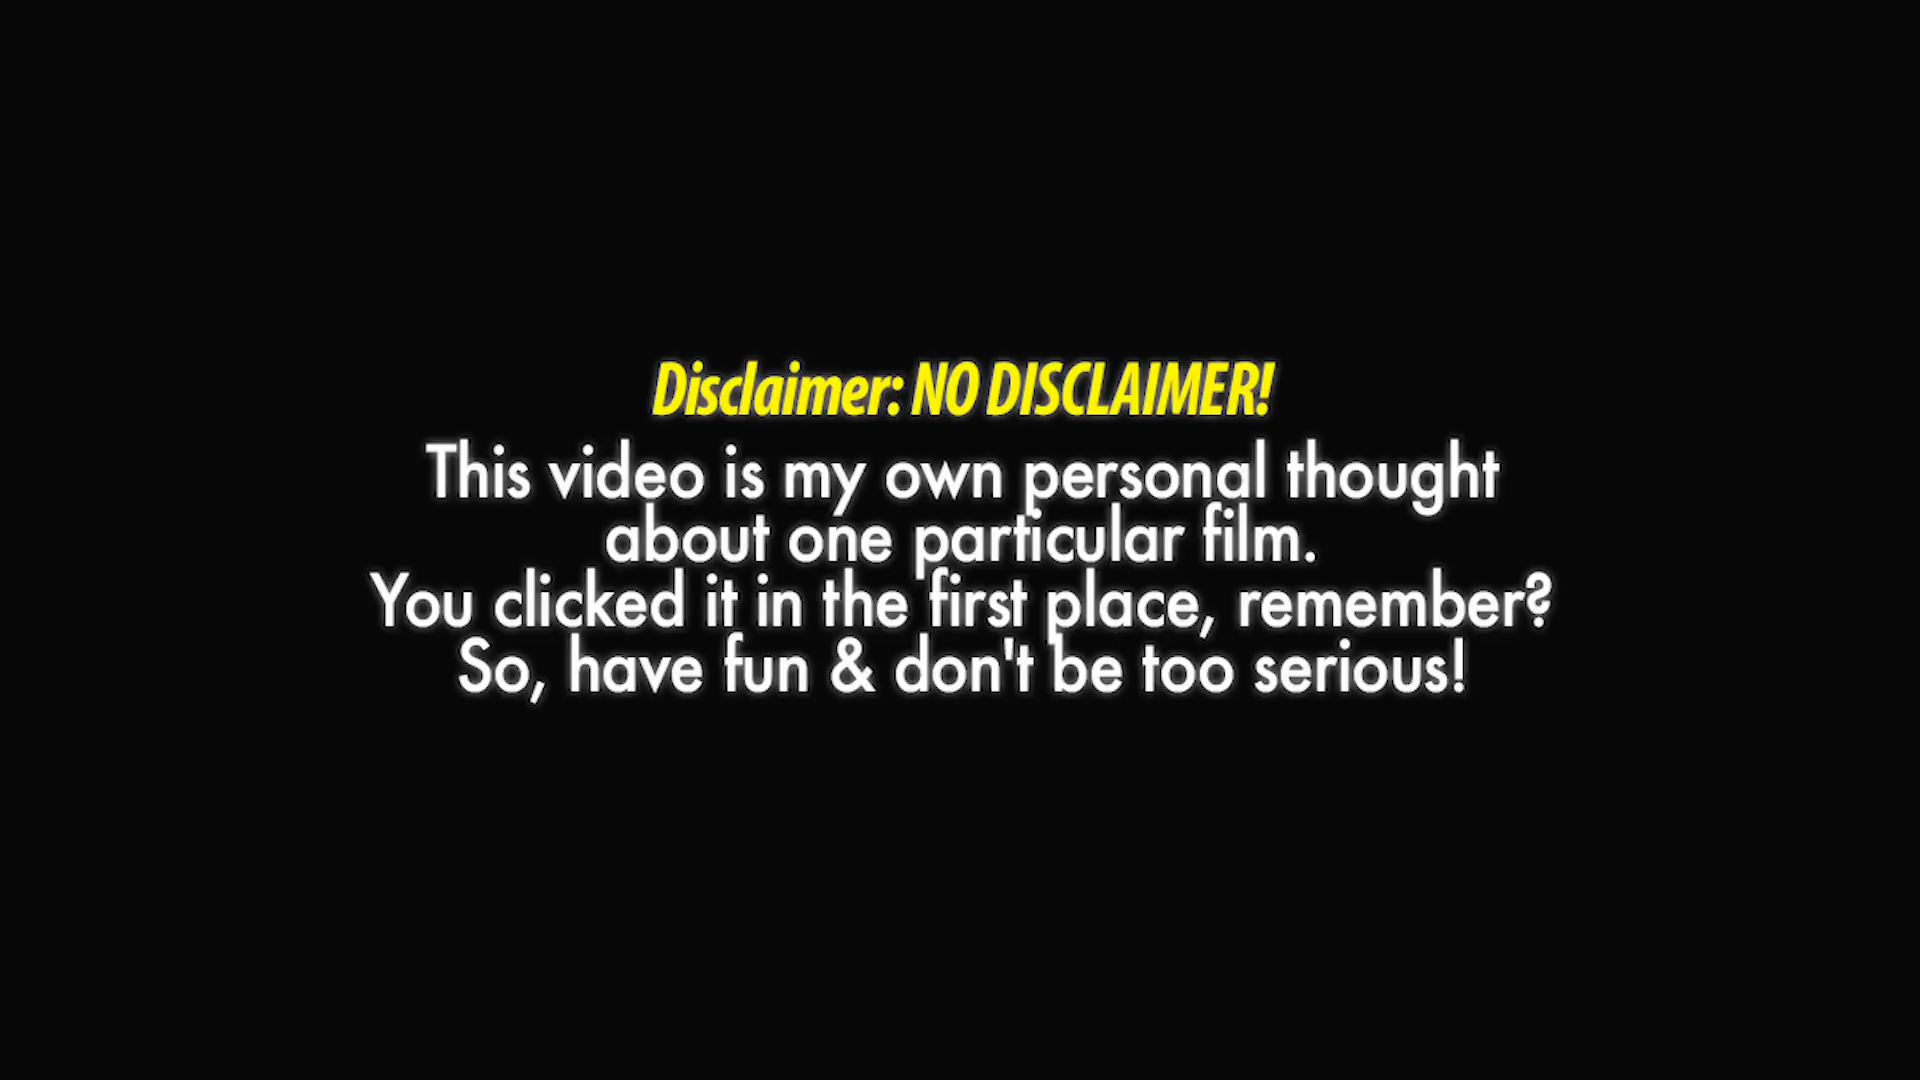 Disclaimer: NO DISCLAIMER!
This video is my own personal thought
about one particular film.
You clicked it in the first place, remember?
So, have fun & don't be too serious!